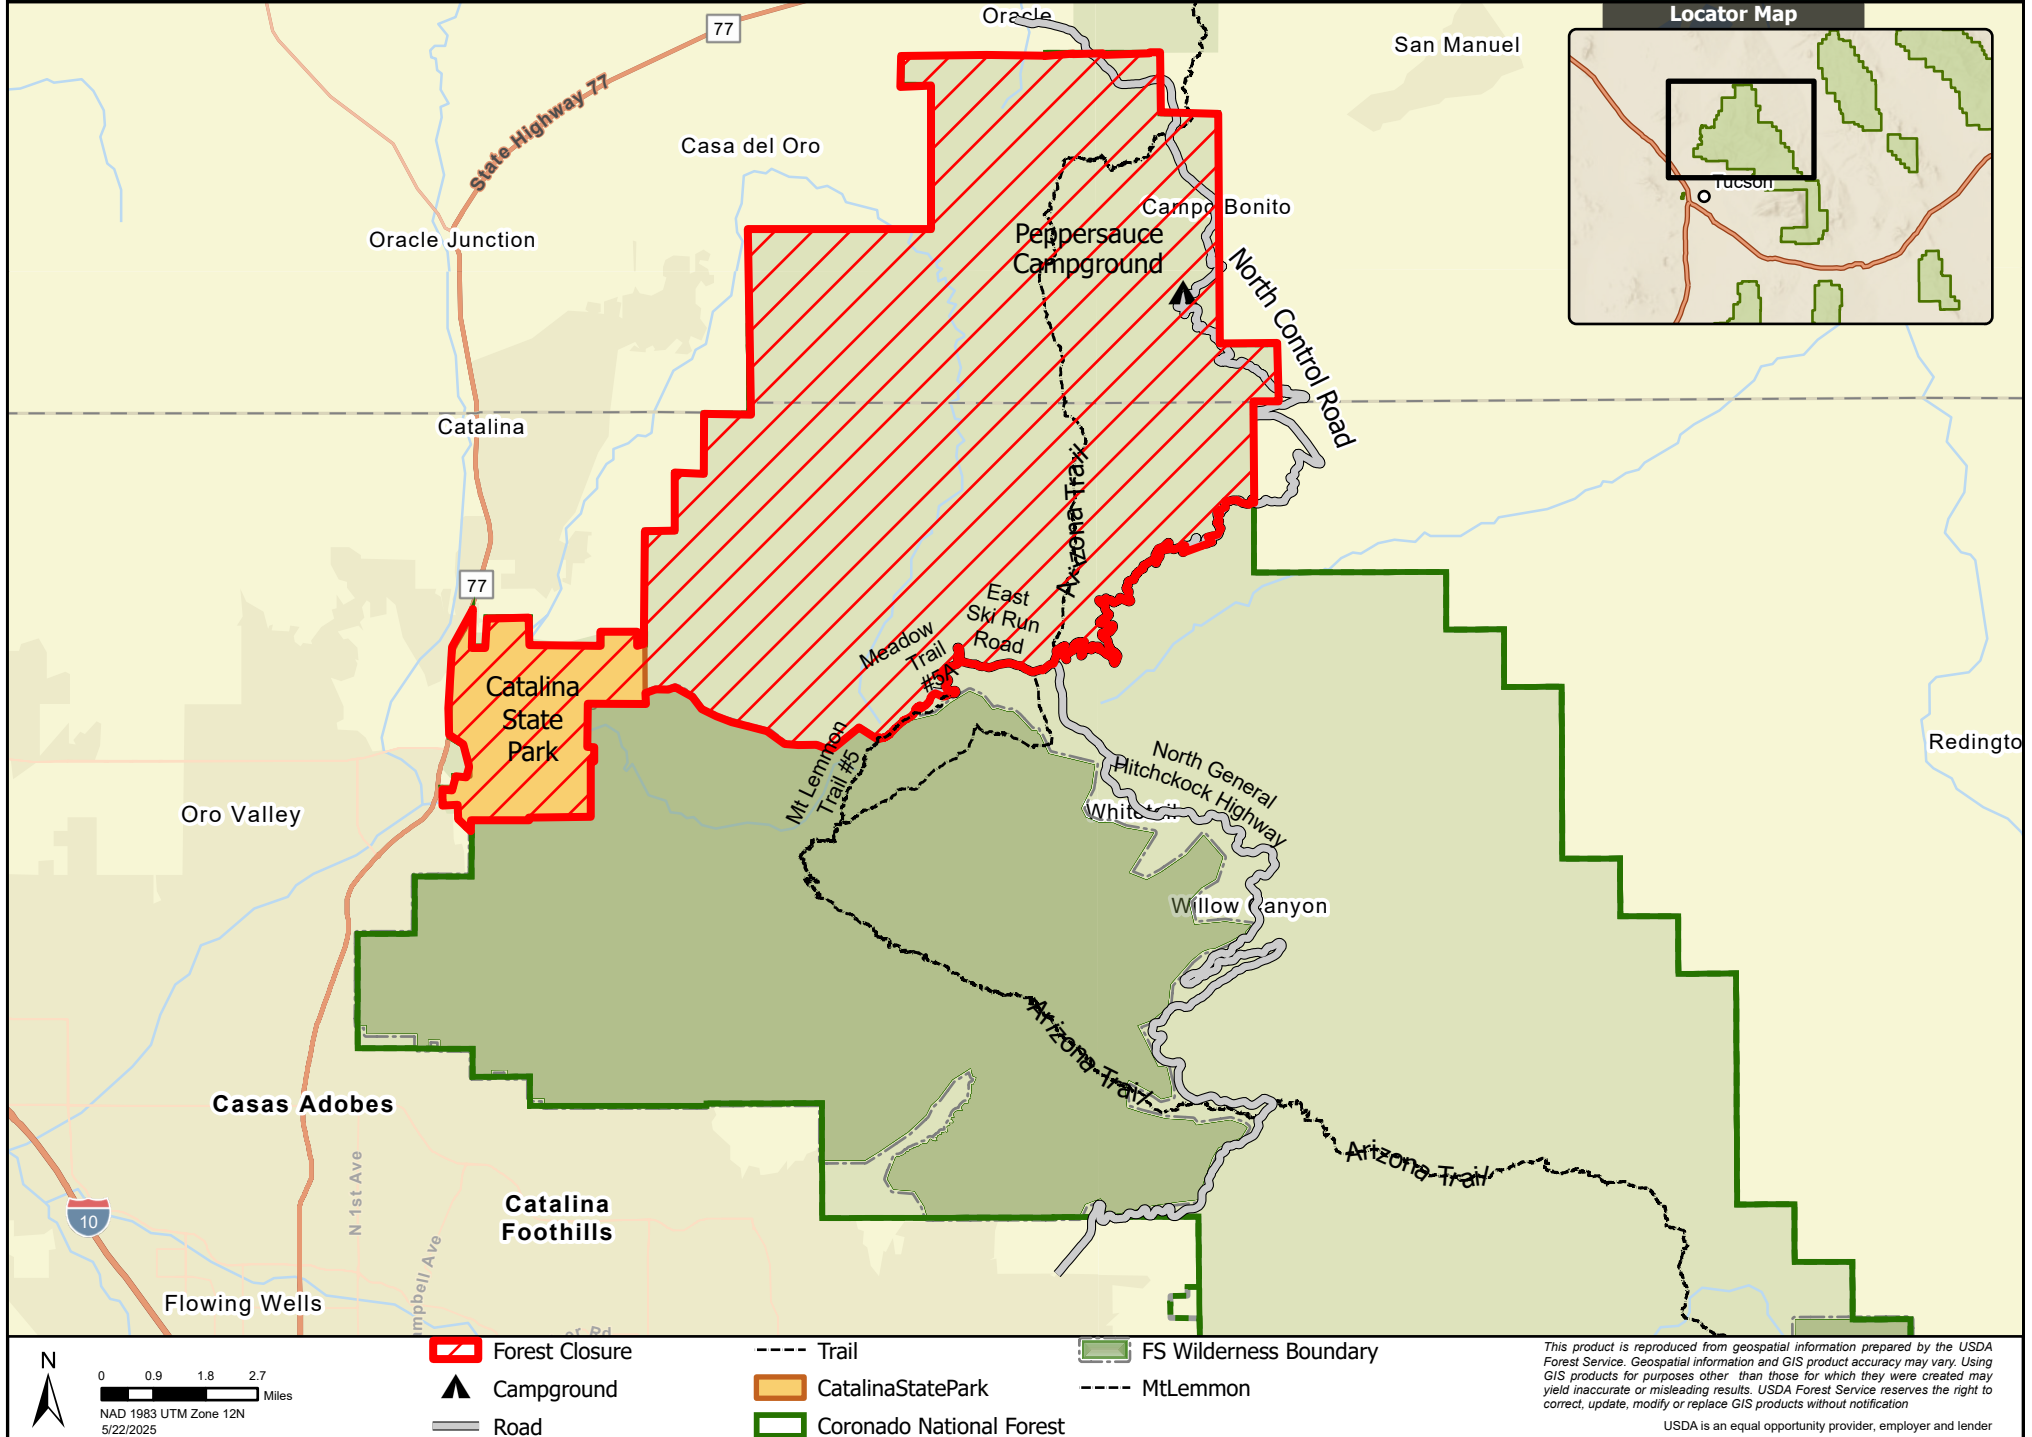 Oracle
Locator Map
77
San Manuel
State Highway 77
Casa del Oro
Tucson
Campo Bonito
Oracle Junction
Peppersauce
Campground
North Control Road
Catalina
Arizona Trail
77
East
Ski Run
Road
Meadow
Trail
#5A
Catalina
State
Park
Mt Lemmon
Trail #5
North General
Hitchckock Highway
Redingto
Oro Valley
Willow Canyon
Arizona Trail
Casas Adobes
Arizona Trail
N 1st Ave
Catalina
Foothills
10
ampbell Ave
Flowing Wells
Rd
N
0 0.9 1.8 2.7
Miles
NAD 1983 UTM Zone 12N
5/22/2025
Forest Closure
Campground
Road
Trail
CatalinaStatePark
Coronado National Forest
FS Wilderness Boundary
MtLemmon
This product is reproduced from geospatial information prepared by the USDA
Forest Service. Geospatial information and GIS product accuracy may vary. Using
GIS products for purposes other than those for which they were created may
yield inaccurate or misleading results. USDA Forest Service reserves the right to
correct, update, modify or replace GIS products without notification
USDA is an equal opportunity provider, employer and lender